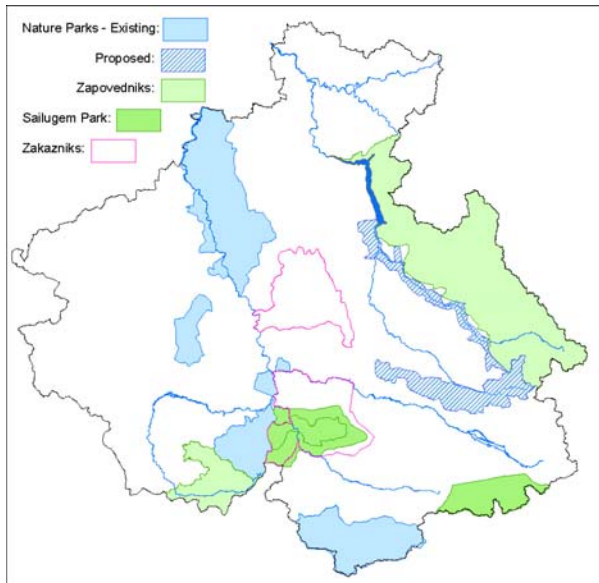 Nature Parks - Existing:
Proposed:
Zapovedniks:
Sailugem Park:
Zakazniks: